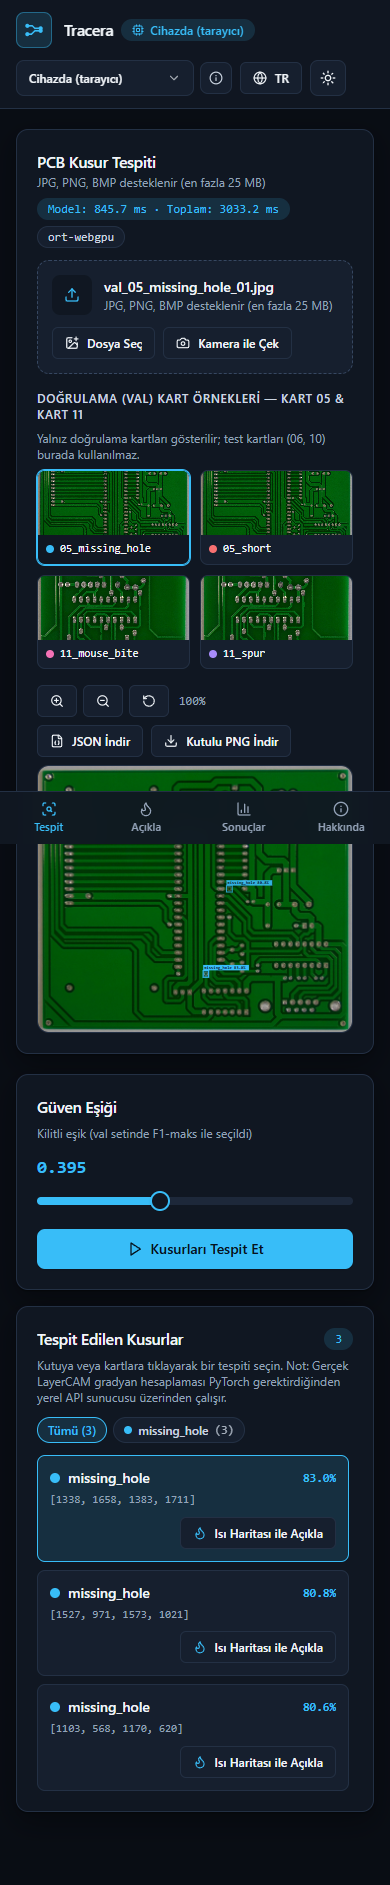 Tracera
Cihazda (tarayıcı)
Cihazda (tarayıcı)
TR
PCB Kusur Tespiti
JPG, PNG, BMP desteklenir (en fazla 25 MB)
Model: 845.7 ms · Toplam: 3033.2 ms
ort-webgpu
val_05_missing_hole_01.jpg
JPG, PNG, BMP desteklenir (en fazla 25 MB)
Dosya Seç
Kamera ile Çek
DOĞRULAMA (VAL) KART ÖRNEKLERİ — KART 05 &
KART 11
Yalnız doğrulama kartları gösterilir; test kartları (06, 10)
burada kullanılmaz.
05_missing_hole
05_short
11_mouse_bite
11_spur
100%
JSON İndir
Kutulu PNG İndir
Tespit
Açıkla
Sonuçlar
Hakkında
Güven Eşiği
Kilitli eşik (val setinde F1-maks ile seçildi)
0.395
Kusurları Tespit Et
Tespit Edilen Kusurlar
3
Kutuya veya kartlara tıklayarak bir tespiti seçin. Not: Gerçek
LayerCAM gradyan hesaplaması PyTorch gerektirdiğinden
yerel API sunucusu üzerinden çalışır.
Tümü (3)
missing_hole (3)
missing_hole
83.0%
[1338, 1658, 1383, 1711]
Isı Haritası ile Açıkla
missing_hole
80.8%
[1527, 971, 1573, 1021]
Isı Haritası ile Açıkla
missing_hole
80.6%
[1103, 568, 1170, 620]
Isı Haritası ile Açıkla